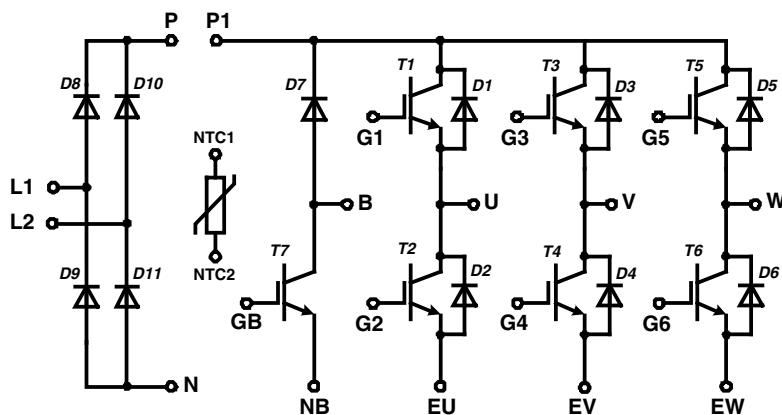 P P1
D8 D10 D7 T1 D1 T3 D3 T5 D5
NTC1 G1 G3 G5
L1 B U V W
L2
NTC2
D9 D11 T7 T2 D2 T4 D4 T6 D6
GB G2 G4 G6
N
NB EU EV EW